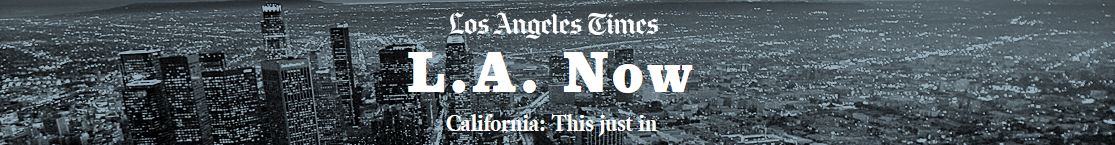 Los Angeles Times
L.A. Now
California: This just in